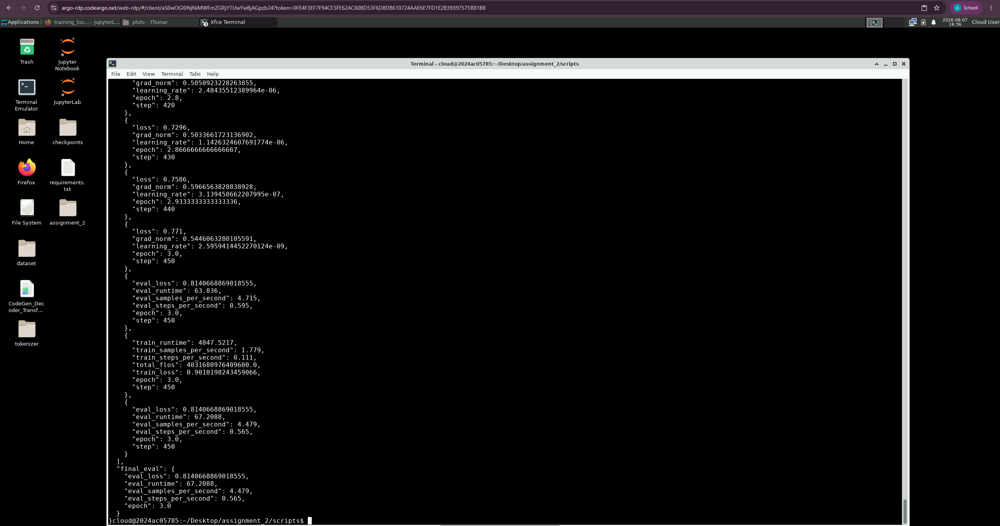 argo-rdp.codeargo.net/web-rdp/#/client/aS0wOGI0NjNiMWFmZGRjYTUwYwBjAGpzb24?token=0FE4F3EF7F94CF3FE62AC60BD53F6D8D8610724AAE6E7FD1E2B39397575B81BB
A School
Applications training_los... - JupyterL... plots - Thunar 3 Xfce Terminal 2026-08-07 16:36 Cloud User
Trash
Jupyter Notebook
Terminal Emulator
JupyterLab
Home
checkpoints
Firefox
requirements.txt
File System
assignment_2
dataset
CodeGen_Decoder_Transf...
tokenizer
Terminal - cloud@2024ac05785:~/Desktop/assignment_2/scripts
File Edit View Terminal Tabs Help
"grad_norm": 0.5050923228263855,
"learning_rate": 2.48435512389964e-06,
"epoch": 2.8,
"step": 420
},
{
"loss": 0.7296,
"grad_norm": 0.5033661723136902,
"learning_rate": 1.1426324607691774e-06,
"epoch": 2.8666666666666667,
"step": 430
},
{
"loss": 0.7586,
"grad_norm": 0.5966563820838928,
"learning_rate": 3.139458662207995e-07,
"epoch": 2.9333333333333336,
"step": 440
},
{
"loss": 0.771,
"grad_norm": 0.5446063280105591,
"learning_rate": 2.5959414452270124e-09,
"epoch": 3.0,
"step": 450
},
{
"eval_loss": 0.8140668869018555,
"eval_runtime": 63.836,
"eval_samples_per_second": 4.715,
"eval_steps_per_second": 0.595,
"epoch": 3.0,
"step": 450
},
{
"train_runtime": 4047.5217,
"train_samples_per_second": 1.779,
"train_steps_per_second": 0.111,
"total_flos": 4031680976409600.0,
"train_loss": 0.9010198243459066,
"epoch": 3.0,
"step": 450
},
{
"eval_loss": 0.8140668869018555,
"eval_runtime": 67.2088,
"eval_samples_per_second": 4.479,
"eval_steps_per_second": 0.565,
"epoch": 3.0,
"step": 450
}
],
"final_eval": {
"eval_loss": 0.8140668869018555,
"eval_runtime": 67.2088,
"eval_samples_per_second": 4.479,
"eval_steps_per_second": 0.565,
"epoch": 3.0
}
}cloud@2024ac05785:~/Desktop/assignment_2/scripts$